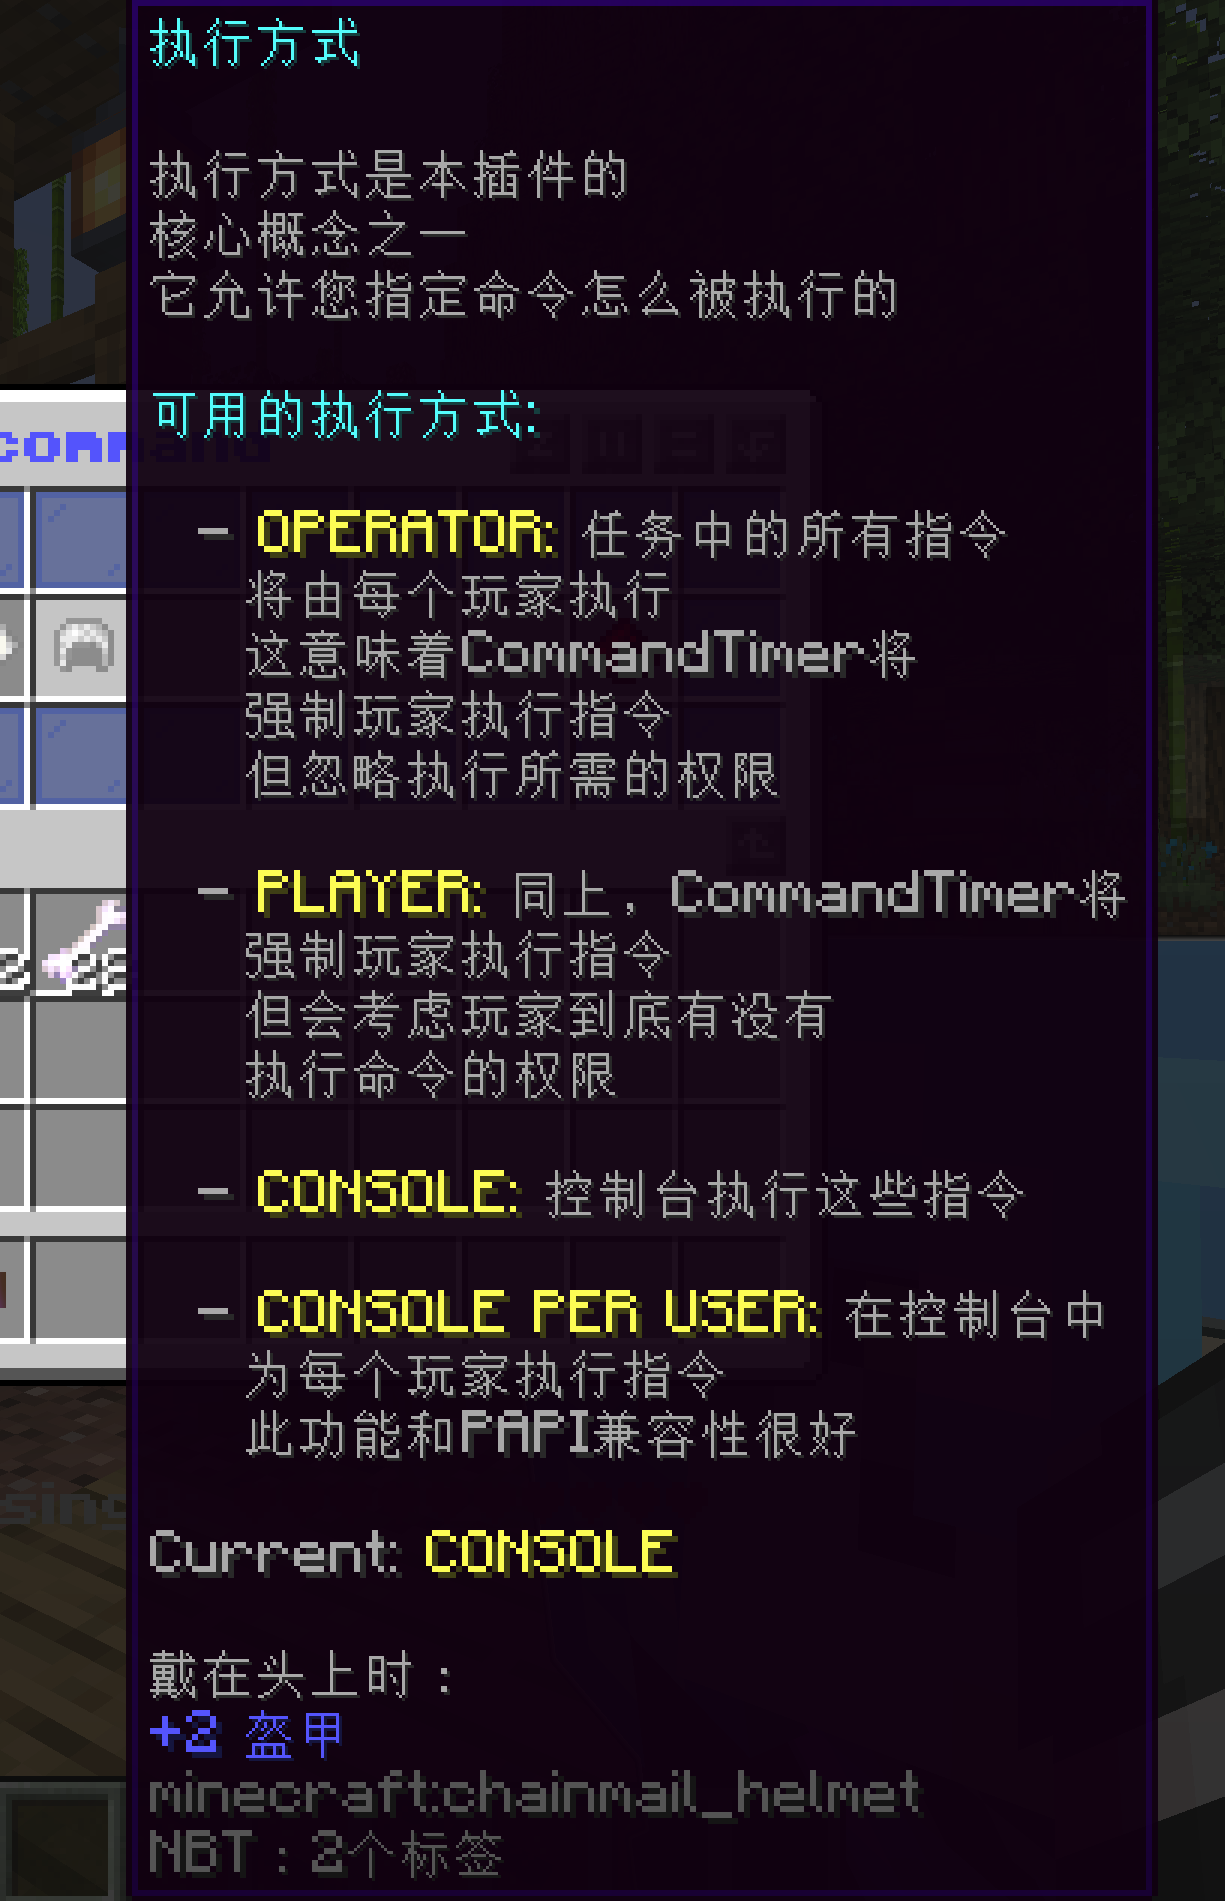 执行方式
执行方式是本插件的
核心概念之一
它允许您指定命令怎么被执行的
可用的执行方式:
- OPERATOR: 任务中的所有指令
将由每个玩家执行
这意味着CommandTimer将
强制玩家执行指令
但忽略执行所需的权限
- PLAYER: 同上，CommandTimer将
强制玩家执行指令
但会考虑玩家到底有没有
执行命令的权限
- CONSOLE: 控制台执行这些指令
- CONSOLE PER USER: 在控制台中
为每个玩家执行指令
此功能和PAPI兼容性很好
Current: CONSOLE
戴在头上时：
+2 盔甲
minecraft:chainmail_helmet
NBT：2个标签